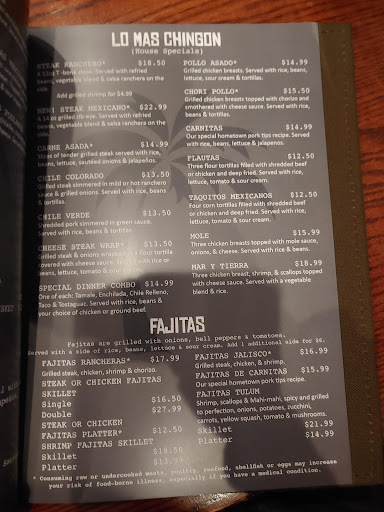 LO MAS CHINGON
(House Specials)
STEAK RANCHERO* $18.50
A 12oz T-bone steak. Served with refried
beans, vegetable blend & salsa ranchera on the
side
Add grilled shrimp for $4.99
STEAK MEXICANO* $22.99
A 14 oz grilled rib-eye. Served with refried
beans, vegetable blend & salsa ranchera on the
side
CARNE ASADA* $14.99
Slices of tender grilled steak served with rice,
beans, lettuce, sautéed onions & jalapeños.
CHILE COLORADO $13.50
Grilled steak simmered in mild or hot ranchero
sauce & grilled onions. Served with rice, beans
& tortillas.
CHILE VERDE $13.50
Shredded pork simmered in green sauce.
Served with rice, beans & tortillas.
CHEESE STEAK WRAP* $13.50
Grilled steak & onions wrapped in a flour tortilla
covered with cheese sauce. Served with rice or
beans, lettuce, tomato & sour cream.
SPECIAL DINNER COMBO $14.99
One of each: Tamale, Enchilada, Chile Relleno,
Taco & Tostaguac. Served with rice, beans &
your choice of chicken or ground beef.
POLLO ASADO* $14.99
Grilled chicken breasts. Served with rice, beans,
lettuce, sour cream & tortillas.
CHORI POLLO* $15.50
Grilled chicken breasts topped with chorizo and
smothered with cheese sauce. Served with rice,
beans & tortillas.
CARNITAS $14.99
Our special hometown pork tips recipe. Served
with rice, beans, lettuce & jalapenos.
FLAUTAS $12.50
Three flour tortillas filled with shredded beef
or chicken and deep fried. Served with rice,
lettuce, tomato & sour cream.
TAQUITOS MEXICANOS $12.50
Four corn tortillas filled with shredded beef
or chicken and deep fried. Served with rice,
lettuce, tomato & sour cream.
MOLE $15.99
Three chicken breasts topped with mole sauce,
onions, & cheese. Served with rice & beans.
MAR Y TIERRA $18.99
Three chicken breast, shrimp, & scallops topped
with cheese. Served with a vegetable
blend & rice.
FAJITAS
Fajitas are grilled with onions, bell peppers & tomatoes.
Served with a side of rice, beans, lettuce & sour cream. Add 1 additional side for $4.
FAJITAS RANCHERAS* $17.99
Grilled steak, chicken, shrimp & chorizo.
STEAK OR CHICKEN FAJITAS
SKILLET
Single $16.50
Double $27.99
STEAK OR CHICKEN
FAJITAS PLATTER* $12.50
SHRIMP FAJITAS SKILLET
Skillet $18.50
Platter $13.99
FAJITAS JALISCO* $16.99
Grilled steak, chicken, & shrimp.
FAJITAS DE CARNITAS $15.99
Our special hometown pork tips recipe.
FAJITAS TULUM
Shrimp, scallops & Mahi-mahi, spicy and grilled
to perfection, onions, potatoes, zucchini,
carrots, yellow squash, tomato & mushrooms.
Skillet $21.99
Platter $14.99
* Consuming raw or undercooked meats, poultry, seafood, shellfish or eggs may increase
your risk of food-borne illness, especially if you have a medical condition.